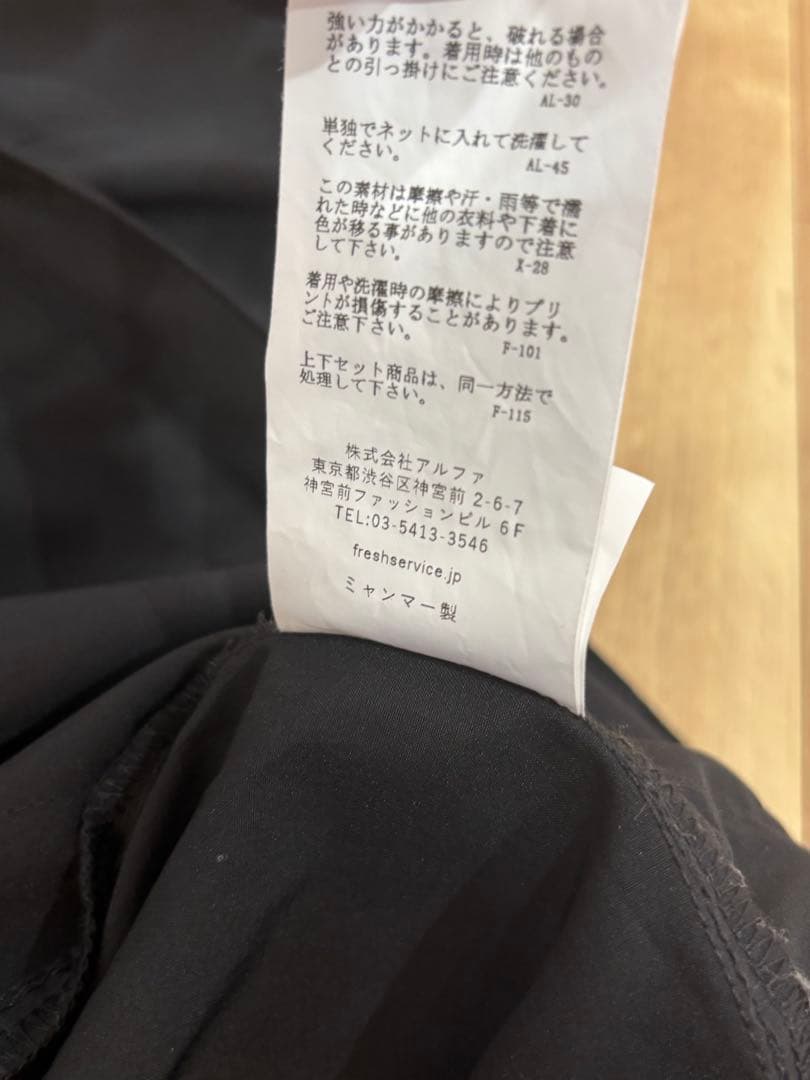 強い力がかかると、破れる場合
があります。着用時は他のもの
との引っ掛けにご注意ください。
AL-30
単独でネットに入れて洗濯して
ください。
AL-45
この素材は摩擦や汗・雨等で濡
れた時などに他の衣料や下着に
色が移る事がありますので注意
して下さい。
X-28
着用や洗濯時の摩擦によりプリ
ントが損傷することがあります。
ご注意下さい。
F-101
上下セット商品は、同一方法で
処理して下さい。
F-115
株式会社アルファ
東京都渋谷区神宮前 2-6-7
神宮前ファッションビル 6F
TEL:03-5413-3546
freshservice.jp
ミャンマー製